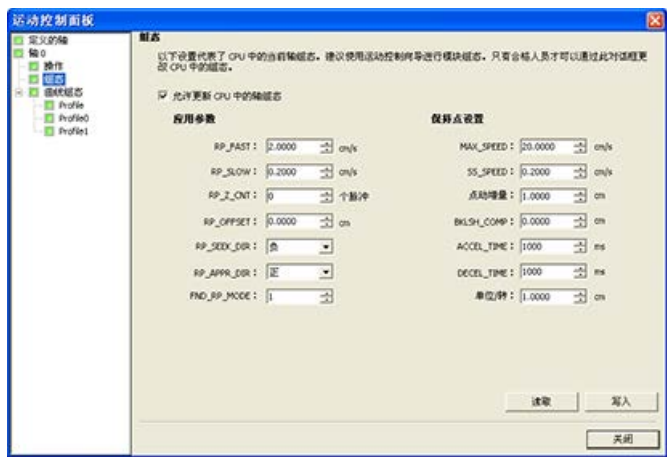 运动控制面板
定义的轴
轴 0
操作
组态
曲线组态
Profile
Profile0
Profile1
组态
以下设置代表了 CPU 中的当前轴组态。建议使用运动控制向导进行模块组态。只有合格人员才可以通过此对话框更
改 CPU 中的组态。
允许更新 CPU 中的轴组态
应用参数
保持点设置
RP_FAST： 2.0000 cm/s
MAX_SPEED： 20.0000 cm/s
RP_SLOW： 0.2000 cm/s
SS_SPEED： 0.2000 cm/s
RP_Z_CNT： 0 个脉冲
点动增量： 1.0000 cm
RP_OFFSET： 0.0000 cm
BKLSH_COMP： 0.0000 cm
RP_SEEK_DIR： 负
ACCEL_TIME： 1000 ms
RP_APPR_DIR： 正
DECEL_TIME： 1000 ms
FND_RP_MODE： 1
单位/转： 1.0000 cm
读取
写入
关闭